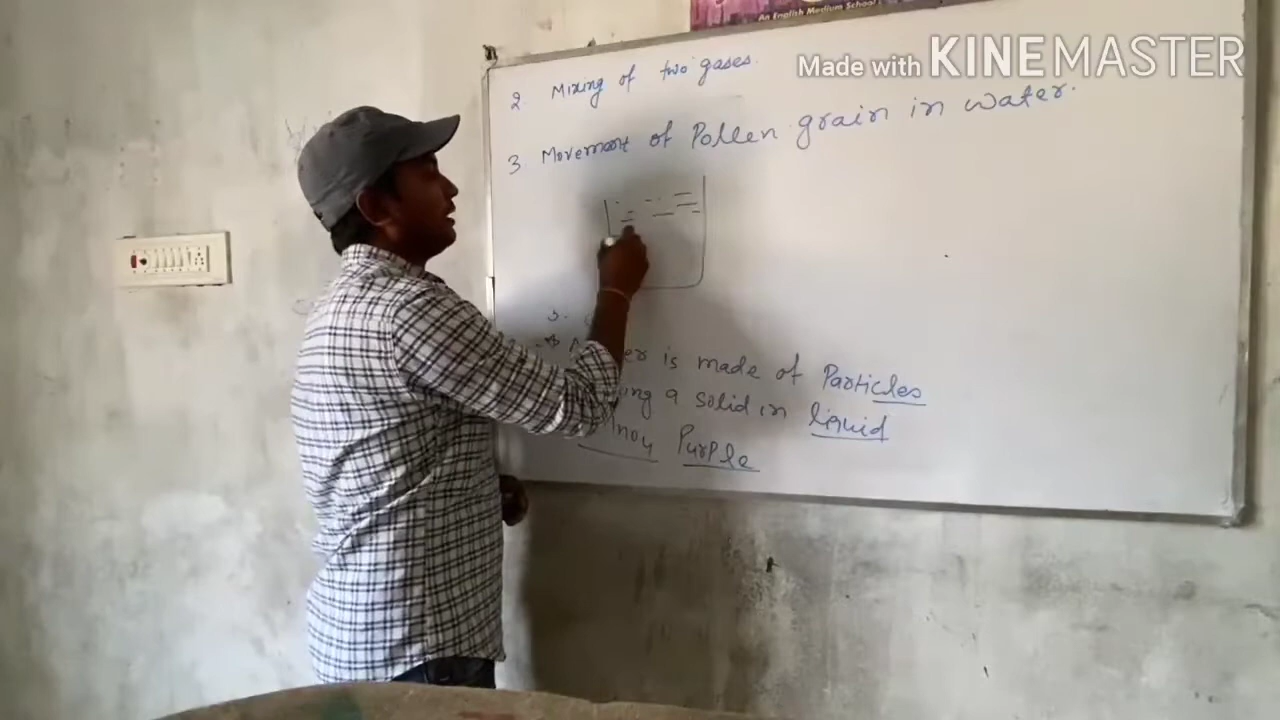 An English Medium School
Made with KINEMASTER
2. Mixing of two gases.
3. Movement of Pollen grain in water.
3.
is made of Particles
a solid in liquid
Purple